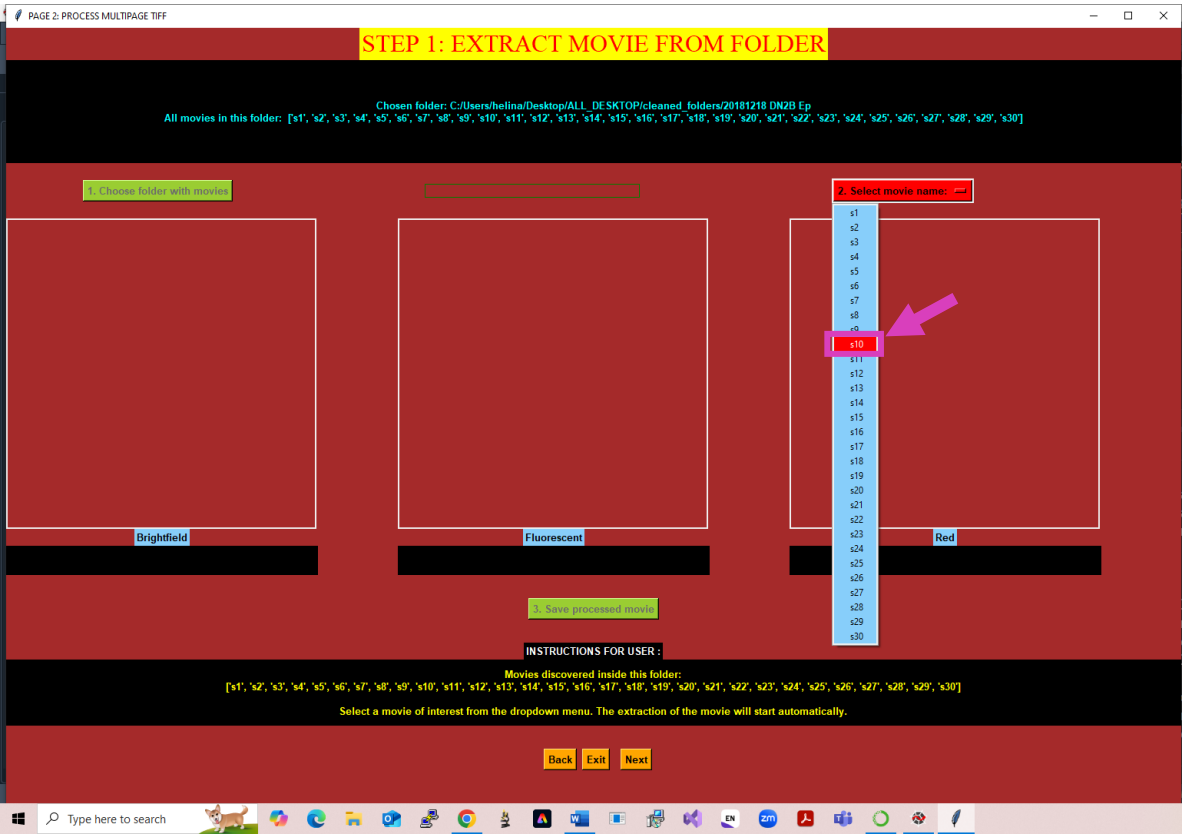 PAGE 2: PROCESS MULTIPAGE TIFF
STEP 1: EXTRACT MOVIE FROM FOLDER
Chosen folder: C:/Users/helina/Desktop/ALL_DESKTOP/cleaned_folders/20181218 DN2B Ep
All movies in this folder: ['s1', 's2', 's3', 's4', 's5', 's6', 's7', 's8', 's9', 's10', 's11', 's12', 's13', 's14', 's15', 's16', 's17', 's18', 's19', 's20', 's21', 's22', 's23', 's24', 's25', 's26', 's27', 's28', 's29', 's30']
1. Choose folder with movies
2. Select movie name:
s1
s2
s3
s4
s5
s6
s7
s8
s9
s10
s11
s12
s13
s14
s15
s16
s17
s18
s19
s20
s21
s22
s23
s24
s25
s26
s27
s28
s29
s30
Brightfield
Fluorescent
Red
3. Save processed movie
INSTRUCTIONS FOR USER :
Movies discovered inside this folder:
['s1', 's2', 's3', 's4', 's5', 's6', 's7', 's8', 's9', 's10', 's11', 's12', 's13', 's14', 's15', 's16', 's17', 's18', 's19', 's20', 's21', 's22', 's23', 's24', 's25', 's26', 's27', 's28', 's29', 's30']
Select a movie of interest from the dropdown menu. The extraction of the movie will start automatically.
Back Exit Next
Type here to search
EN
zm